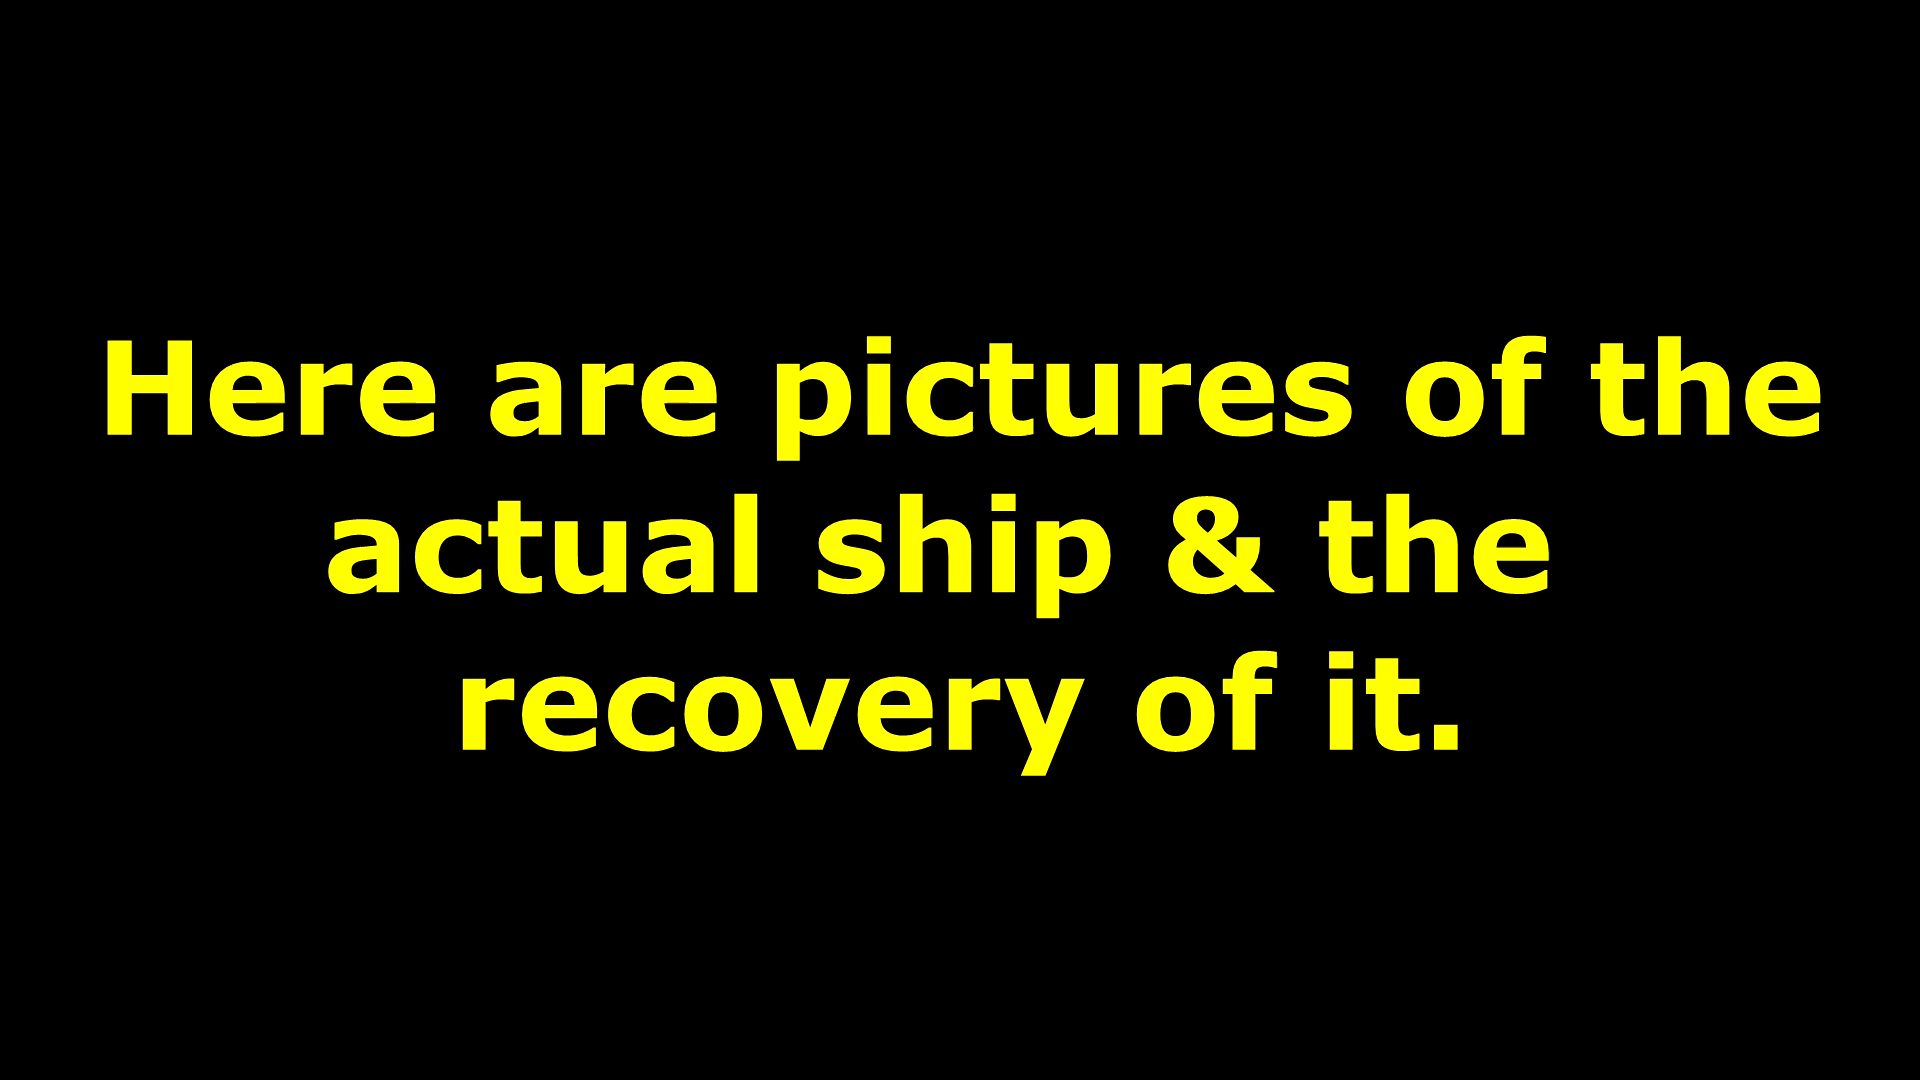 Here are pictures of the
actual ship & the
recovery of it.